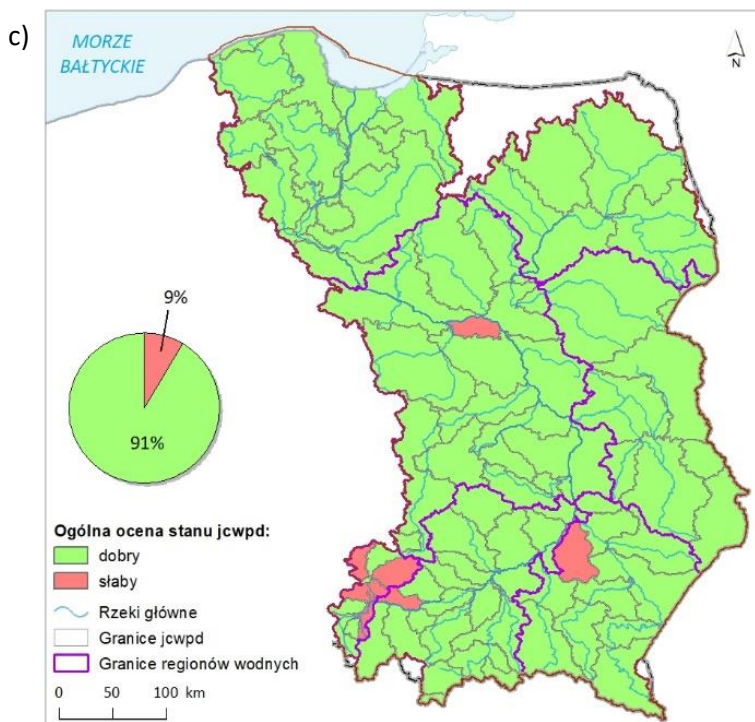 c)
MORZE
BAŁTYCKIE
N
9%
91%
Ogólna ocena stanu jcwpd:
dobry
słaby
Rzeki główne
Granice jcwpd
Granice regionów wodnych
0 50 100 km